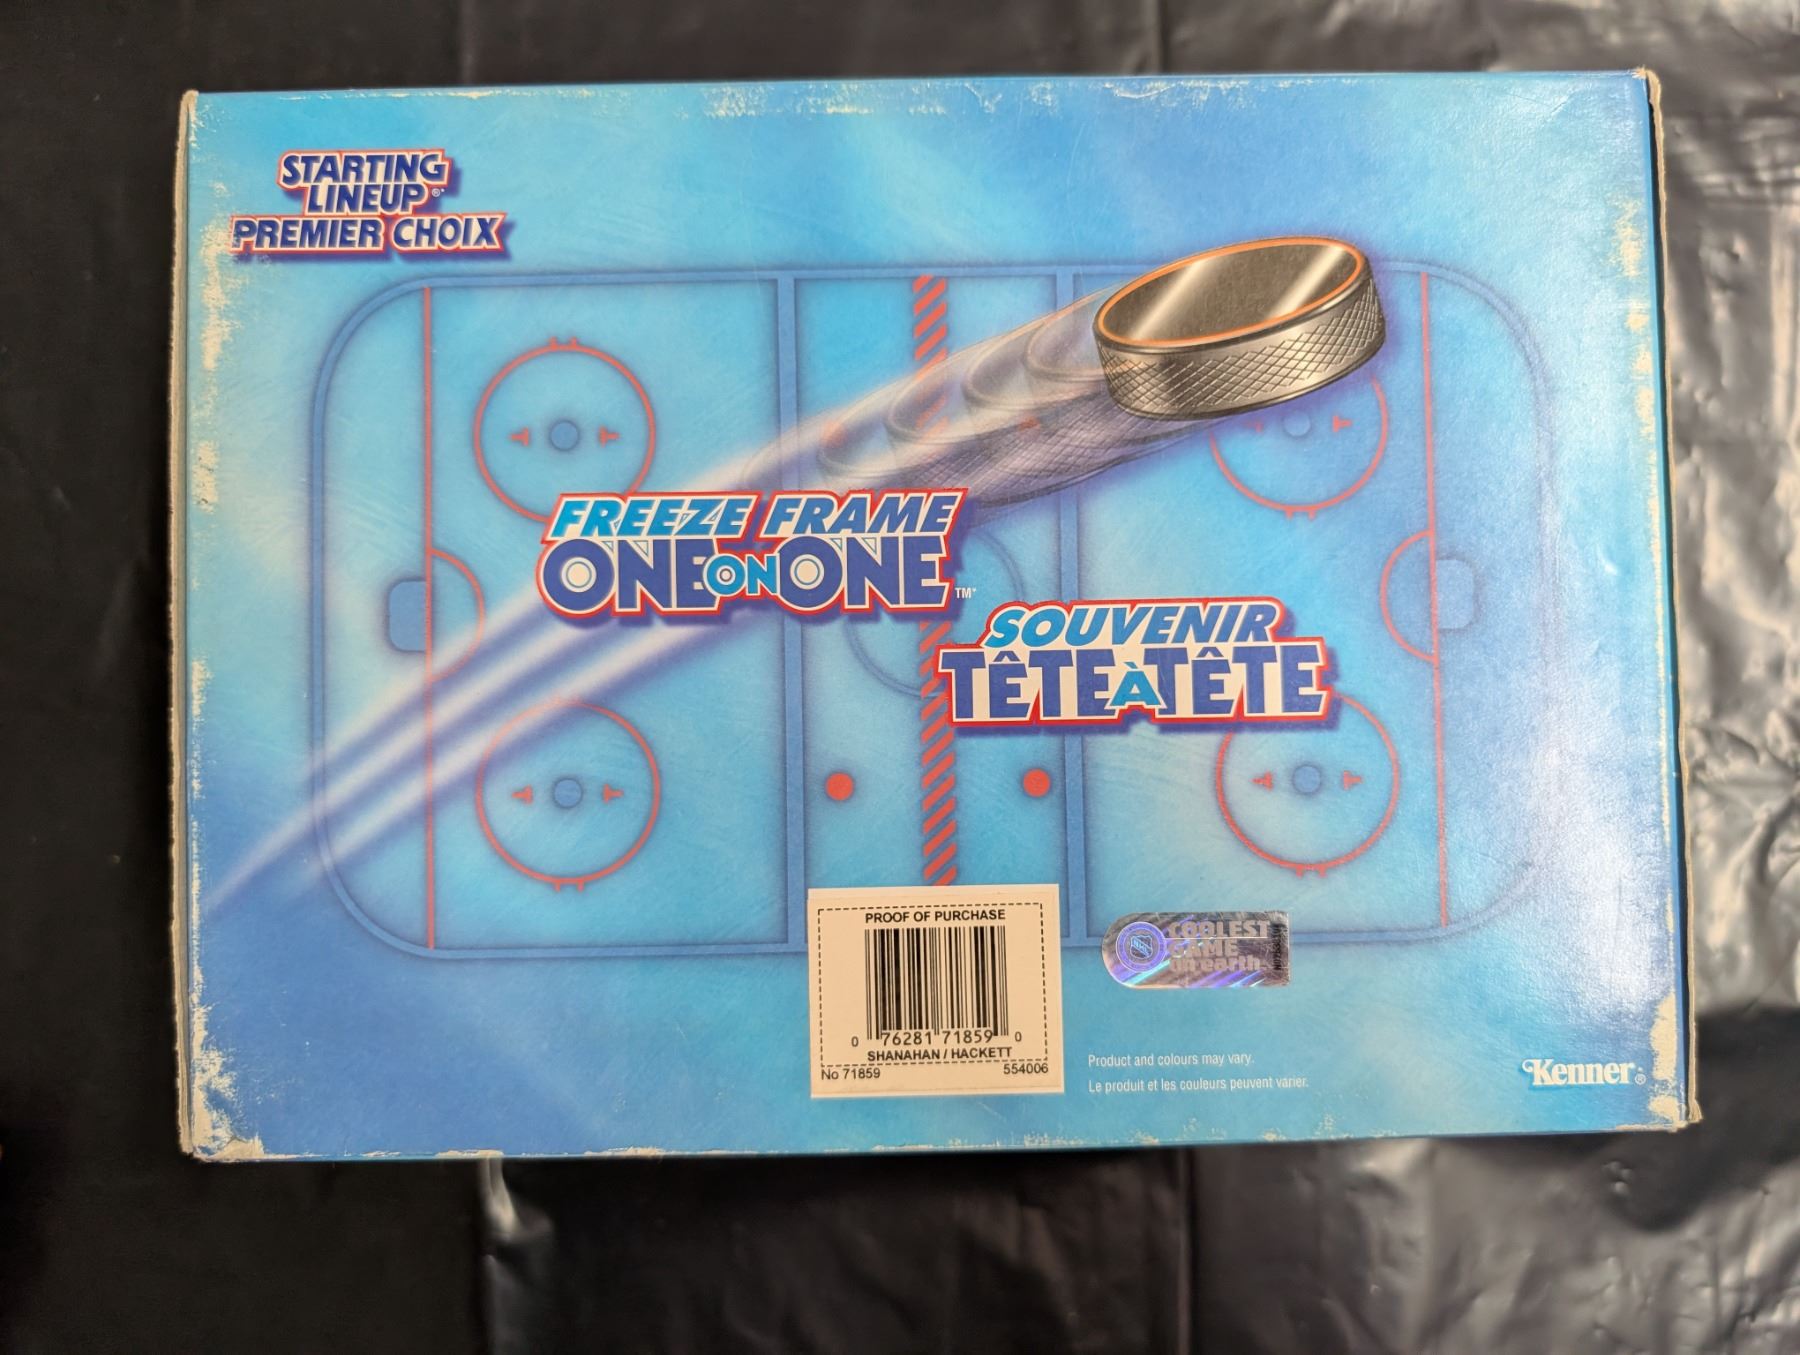 STARTING
LINEUP®
PREMIER CHOIX
FREEZE FRAME
ONE ON ONE™*
SOUVENIR
TÊTE À TÊTE
PROOF OF PURCHASE
0 76281 71859 0
SHANAHAN / HACKETT
No 71859 554006
NHL
COOLEST
GAME
on earth
Product and colours may vary.
Le produit et les couleurs peuvent varier.
Kenner®